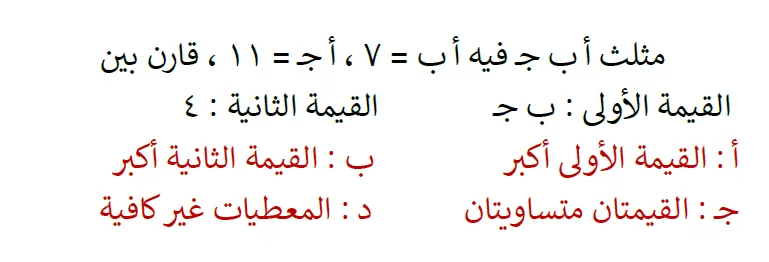 مثلث أ ب جـ فيه أ ب = ٧ ، أ جـ = ١١ ، قارن بين
القيمة الأولى : ب جـ القيمة الثانية : ٤
أ : القيمة الأولى أكبر ب : القيمة الثانية أكبر
جـ : القيمتان متساويتان د : المعطيات غير كافية